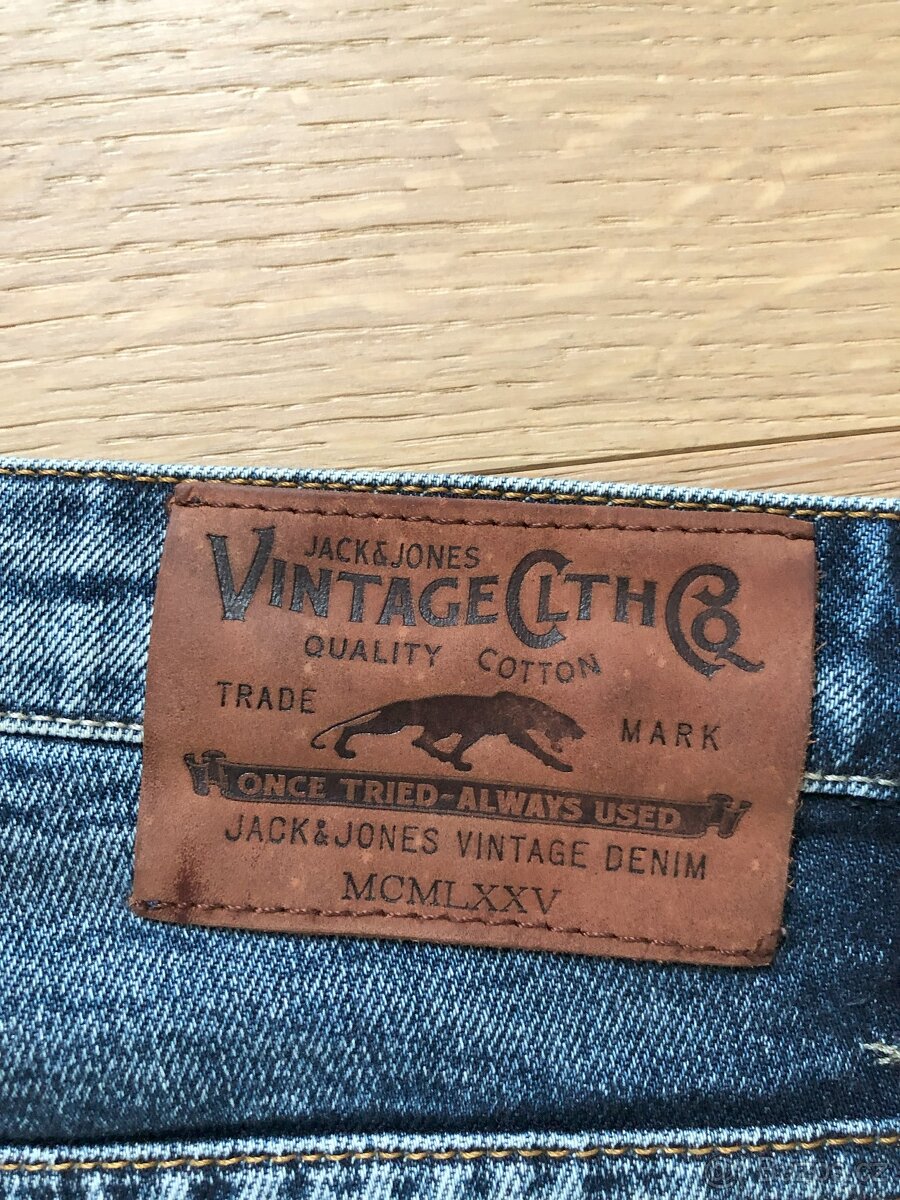 JACK&JONES
VINTAGE CLTH CO
QUALITY COTTON
TRADE MARK
ONCE TRIED-ALWAYS USED
JACK&JONES VINTAGE DENIM
MCMLXXV